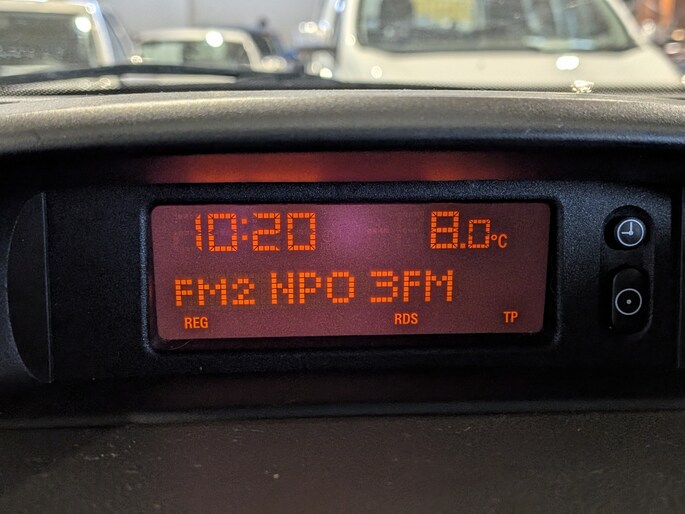 10:20 8.0°C
FM2 NPO 3FM
REG RDS TP